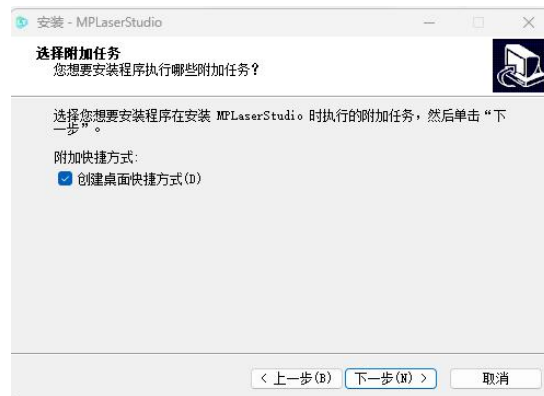 安装 - MPLaserStudio
选择附加任务
您想要安装程序执行哪些附加任务？
选择您想要安装程序在安装 MPLaserStudio 时执行的附加任务，然后单击“下
一步”。
附加快捷方式:
创建桌面快捷方式(D)
< 上一步(B) 下一步(N) > 取消